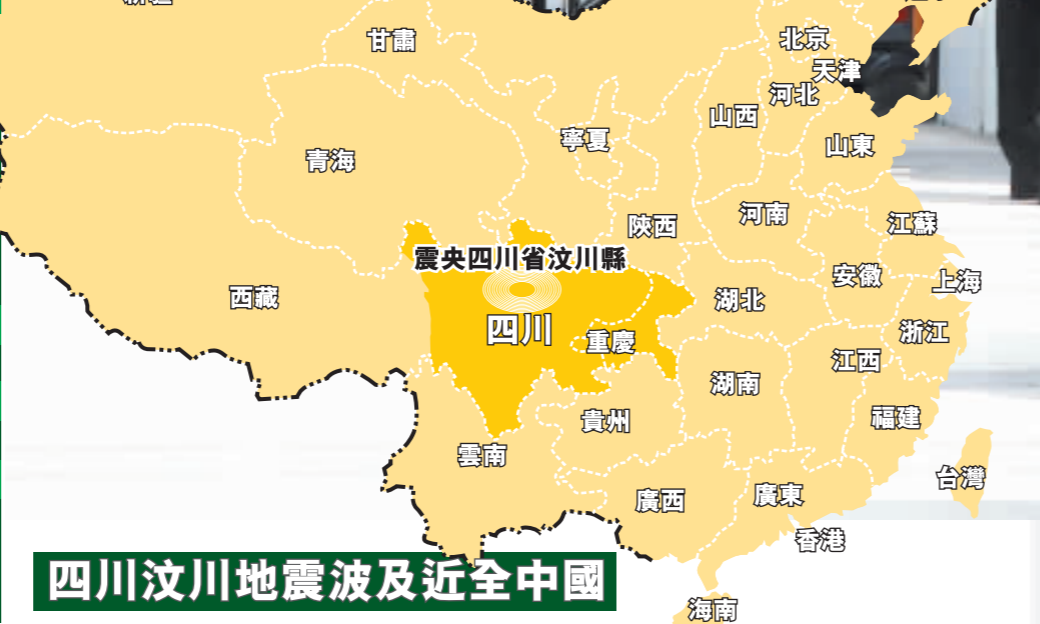 新疆
甘肅
北京
天津
河北
山西
寧夏
山東
青海
陝西
河南
江蘇
震央四川省汶川縣
安徽
上海
西藏
湖北
四川
重慶
浙江
江西
湖南
貴州
福建
雲南
台灣
廣西
廣東
香港
四川汶川地震波及近全中國
海南